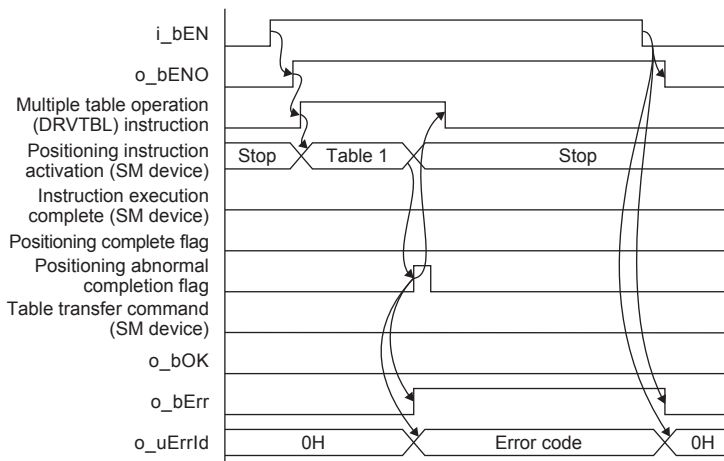 i_bEN
o_bENO
Multiple table operation
(DRVTBL) instruction
Positioning instruction
activation (SM device)
Stop
Table 1
Stop
Instruction execution
complete (SM device)
Positioning complete flag
Positioning abnormal
completion flag
Table transfer command
(SM device)
o_bOK
o_bErr
o_uErrId
0H
Error code
0H